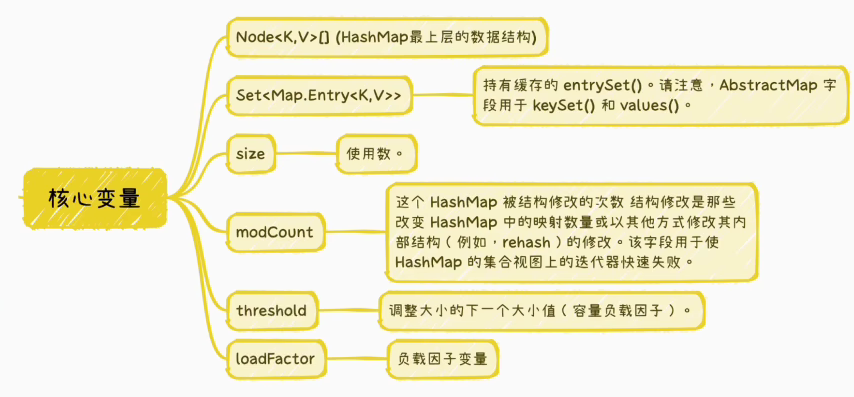 核心变量
Node<K,V>[] (HashMap最上层的数据结构)
Set<Map.Entry<K,V>>
持有缓存的 entrySet()。请注意，AbstractMap 字
段用于 keySet() 和 values()。
size
使用数。
modCount
这个 HashMap 被结构修改的次数 结构修改是那些
改变 HashMap 中的映射数量或以其他方式修改其内
部结构（例如，rehash）的修改。该字段用于使
HashMap 的集合视图上的迭代器快速失败。
threshold
调整大小的下一个大小值（容量负载因子）。
loadFactor
负载因子变量